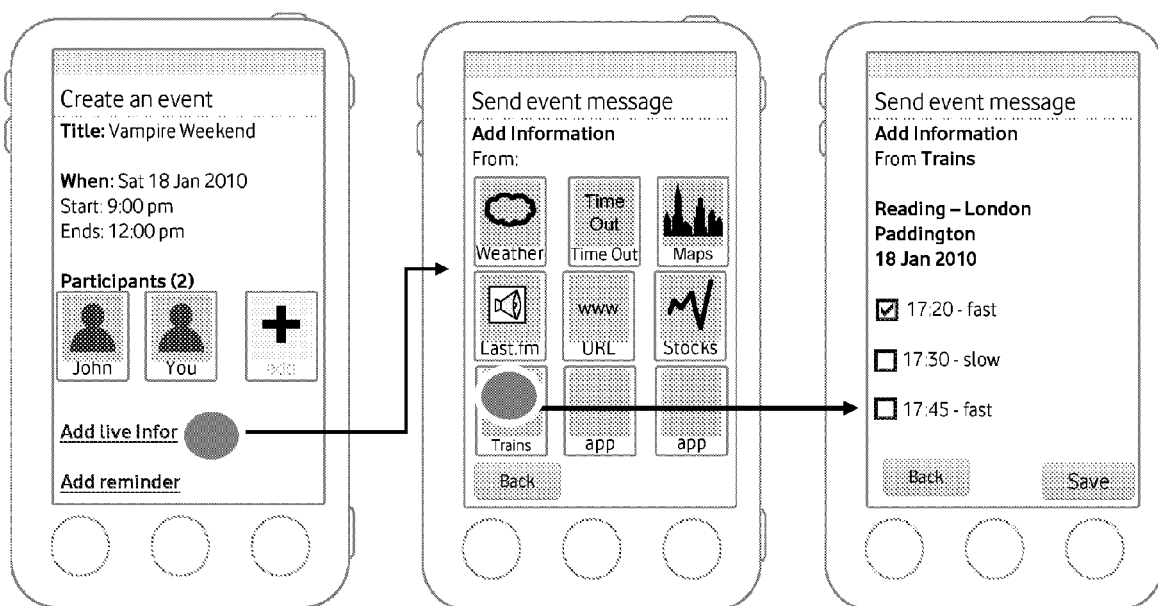 Create an event
Title: Vampire Weekend
When: Sat 18 Jan 2010
Start: 9:00 pm
Ends: 12:00 pm
Participants (2)
John
You
add
Add live Infor
Add reminder
Send event message
Add Information
From:
Weather
Time
Out
Time Out
Maps
Last.fm
www
URL
Stocks
Trains
app
app
Back
Send event message
Add Information
From Trains
Reading – London
Paddington
18 Jan 2010
17:20 - fast
17:30 - slow
17:45 - fast
Back
Save